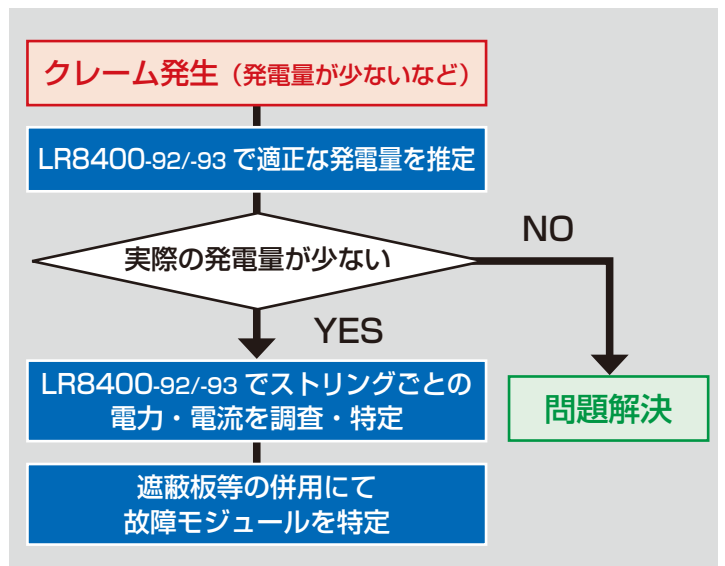 クレーム発生（発電量が少ないなど）
LR8400-92/-93 で適正な発電量を推定
実際の発電量が少ない
NO
YES
LR8400-92/-93 でストリングごとの
電力・電流を調査・特定
問題解決
遮蔽板等の併用にて
故障モジュールを特定